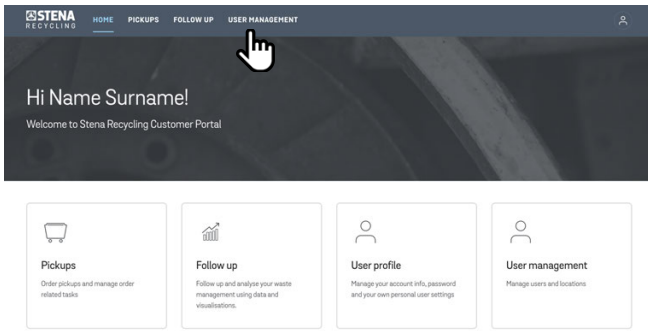 STENA
RECYCLING
HOME PICKUPS FOLLOW UP USER MANAGEMENT
Hi Name Surname!
Welcome to Stena Recycling Customer Portal
Pickups
Order pickups and manage order
related tasks
Follow up
Follow up and analyse your waste
management using data and
visualisations.
User profile
Manage your account info, password
and your own personal user settings
User management
Manage users and locations